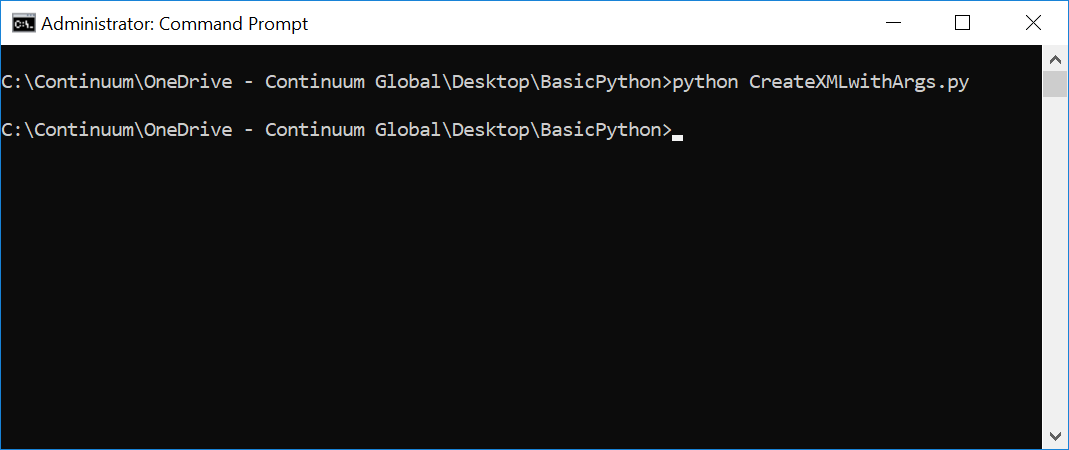 Administrator: Command Prompt
C:\Continuum\OneDrive - Continuum Global\Desktop\BasicPython>python CreateXMLwithArgs.py
C:\Continuum\OneDrive - Continuum Global\Desktop\BasicPython>